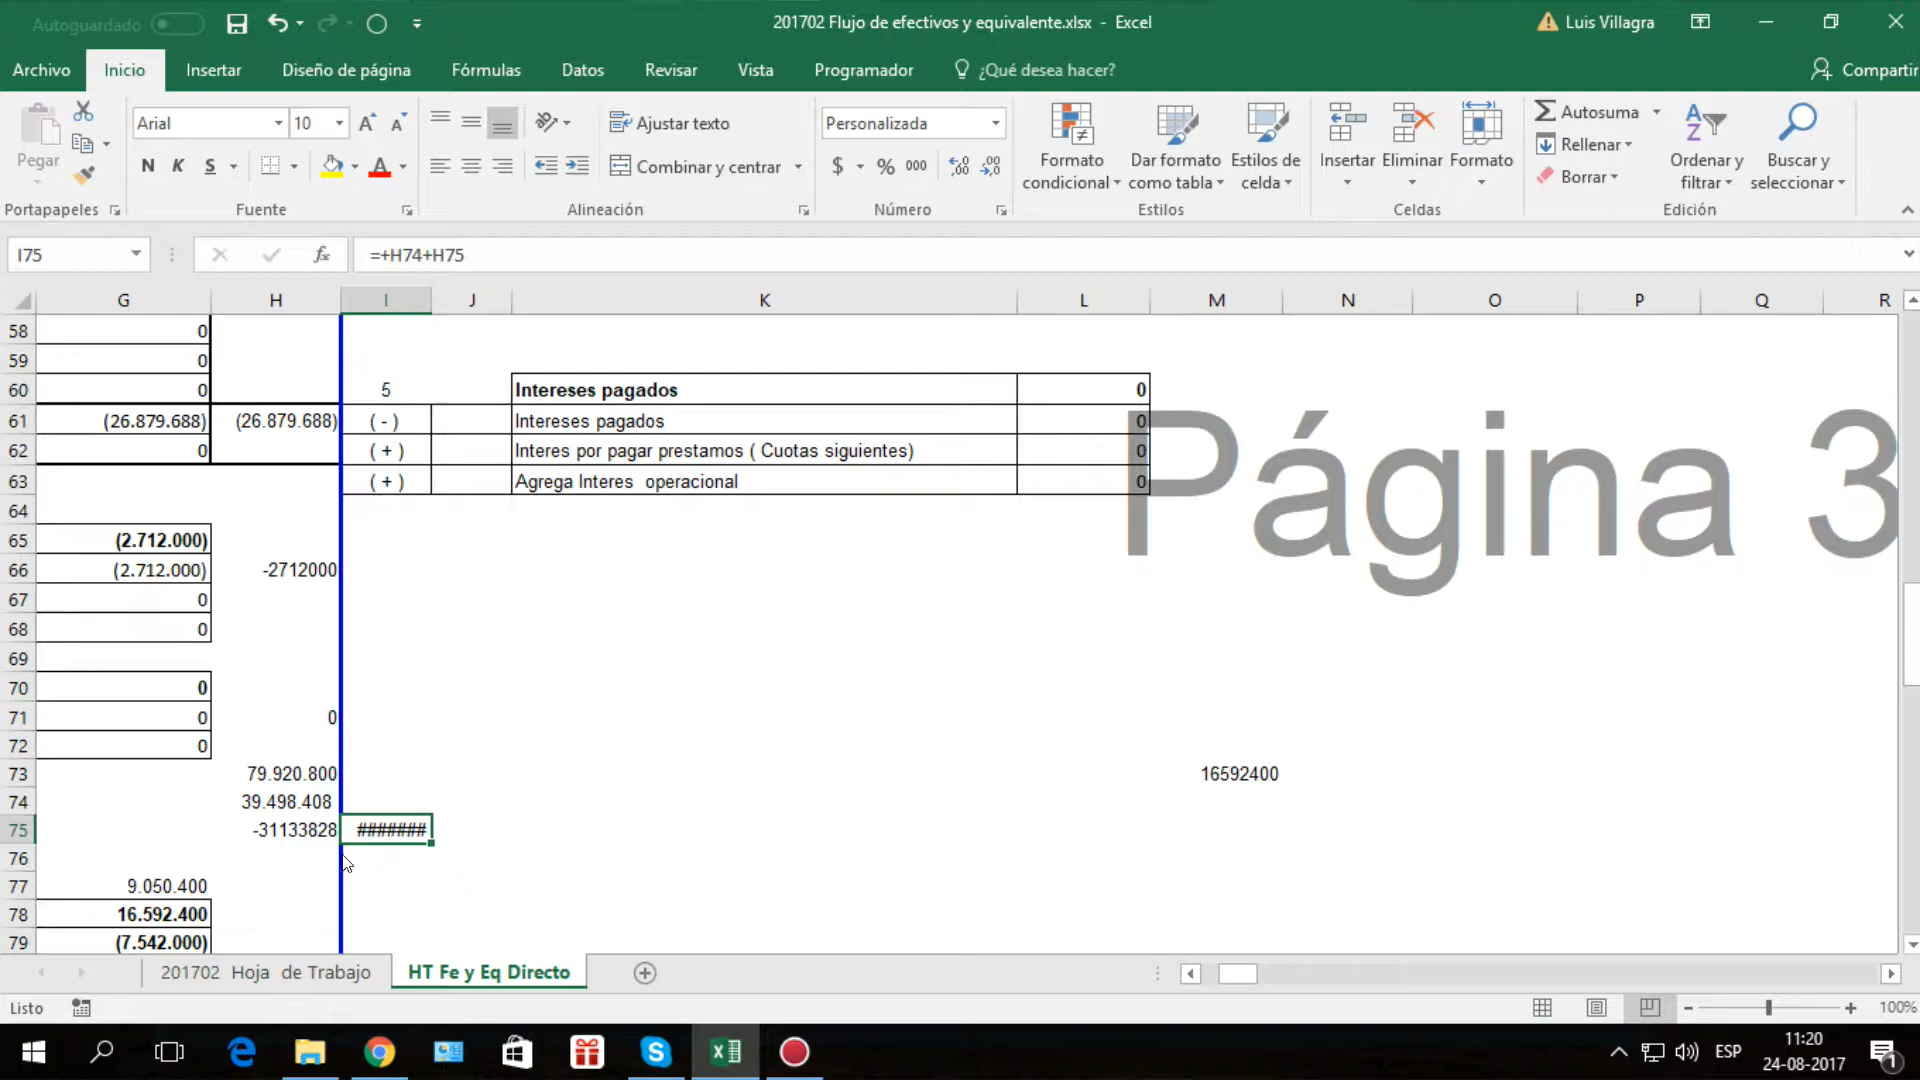 Autoguardado
201702 Flujo de efectivos y equivalente.xlsx - Excel
Luis Villagra
Archivo Inicio Insertar Diseño de página Fórmulas Datos Revisar Vista Programador ¿Qué desea hacer? Compartir
Pegar
Arial 10
N K S
Ajustar texto
Combinar y centrar
Personalizada
$ % 000
Formato condicional
Dar formato como tabla
Estilos de celda
Insertar Eliminar Formato
Autosuma
Rellenar
Borrar
Ordenar y filtrar
Buscar y seleccionar
Portapapeles Fuente Alineación Número Estilos Celdas Edición
I75 fx =+H74+H75
G H I J K L M N O P Q R
58 0
59 0
60 0 5 Intereses pagados 0
61 (26.879.688) (26.879.688) ( - ) Intereses pagados 0
62 0 ( + ) Interes por pagar prestamos ( Cuotas siguientes) 0
63 ( + ) Agrega Interes operacional 0
Página 3
64
65 (2.712.000)
66 (2.712.000) -2712000
67 0
68 0
69
70 0
71 0 0
72 0
73 79.920.800 16592400
74 39.498.408
75 -31133828 #######
76
77 9.050.400
78 16.592.400
79 (7.542.000)
201702 Hoja de Trabajo HT Fe y Eq Directo
Listo 100%
ESP 11:20
24-08-2017
1